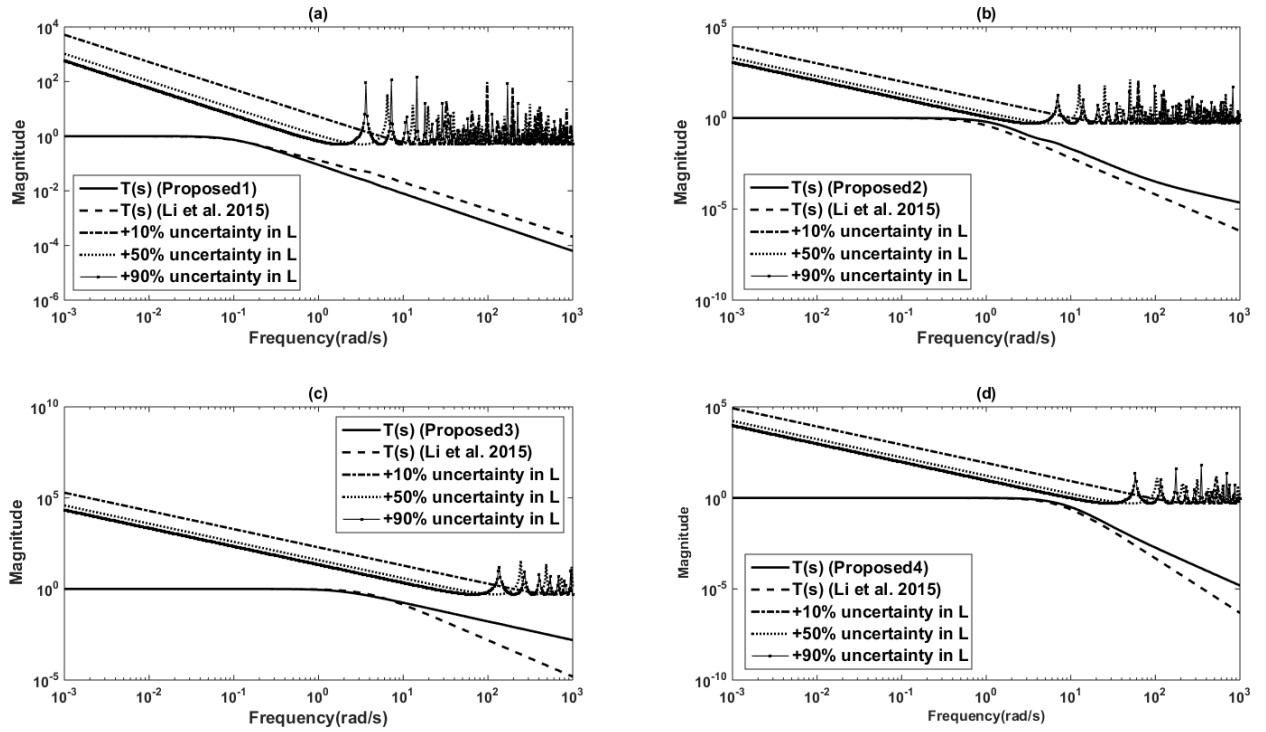 (a)
10^4
10^2
10^0
10^-2
10^-4
10^-6
Magnitude
T(s) (Proposed1)
T(s) (Li et al. 2015)
+10% uncertainty in L
+50% uncertainty in L
+90% uncertainty in L
10^-3 10^-2 10^-1 10^0 10^1 10^2 10^3
Frequency(rad/s)
(b)
10^5
10^0
10^-5
10^-10
Magnitude
T(s) (Proposed2)
T(s) (Li et al. 2015)
+10% uncertainty in L
+50% uncertainty in L
+90% uncertainty in L
10^-3 10^-2 10^-1 10^0 10^1 10^2 10^3
Frequency(rad/s)
(c)
10^10
10^5
10^0
10^-5
Magnitude
T(s) (Proposed3)
T(s) (Li et al. 2015)
+10% uncertainty in L
+50% uncertainty in L
+90% uncertainty in L
10^-3 10^-2 10^-1 10^0 10^1 10^2 10^3
Frequency(rad/s)
(d)
10^5
10^0
10^-5
10^-10
Magnitude
T(s) (Proposed4)
T(s) (Li et al. 2015)
+10% uncertainty in L
+50% uncertainty in L
+90% uncertainty in L
10^-3 10^-2 10^-1 10^0 10^1 10^2 10^3
Frequency(rad/s)